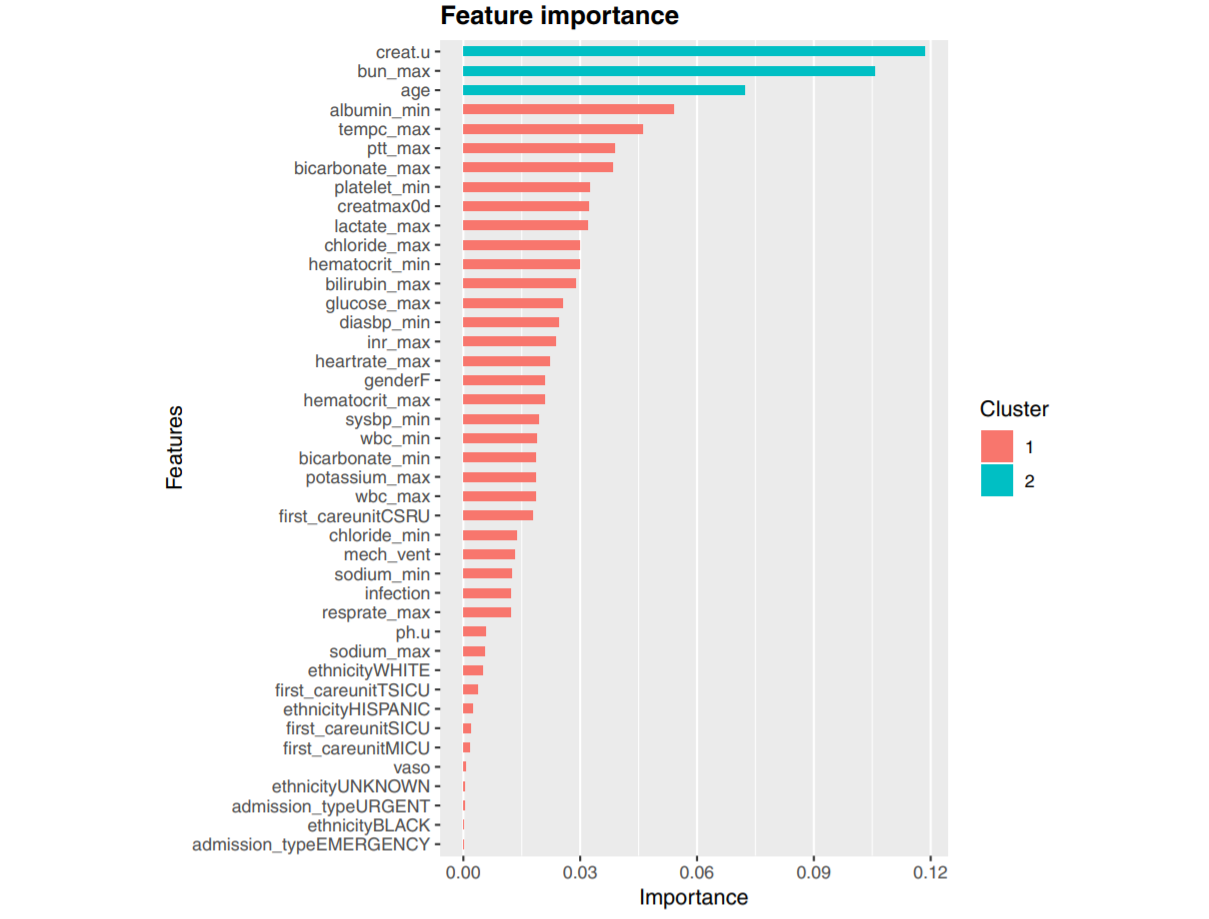 Feature importance
creat.u
bun_max
age
albumin_min
tempc_max
ptt_max
bicarbonate_max
platelet_min
creatmax0d
lactate_max
chloride_max
hematocrit_min
bilirubin_max
glucose_max
diasbp_min
inr_max
heartrate_max
genderF
hematocrit_max
sysbp_min
wbc_min
bicarbonate_min
potassium_max
wbc_max
first_careunitCSRU
chloride_min
mech_vent
sodium_min
infection
resprate_max
ph.u
sodium_max
ethnicityWHITE
first_careunitTSICU
ethnicityHISPANIC
first_careunitSICU
first_careunitMICU
vaso
ethnicityUNKNOWN
admission_typeURGENT
ethnicityBLACK
admission_typeEMERGENCY
Features
0.00 0.03 0.06 0.09 0.12
Importance
Cluster
1
2